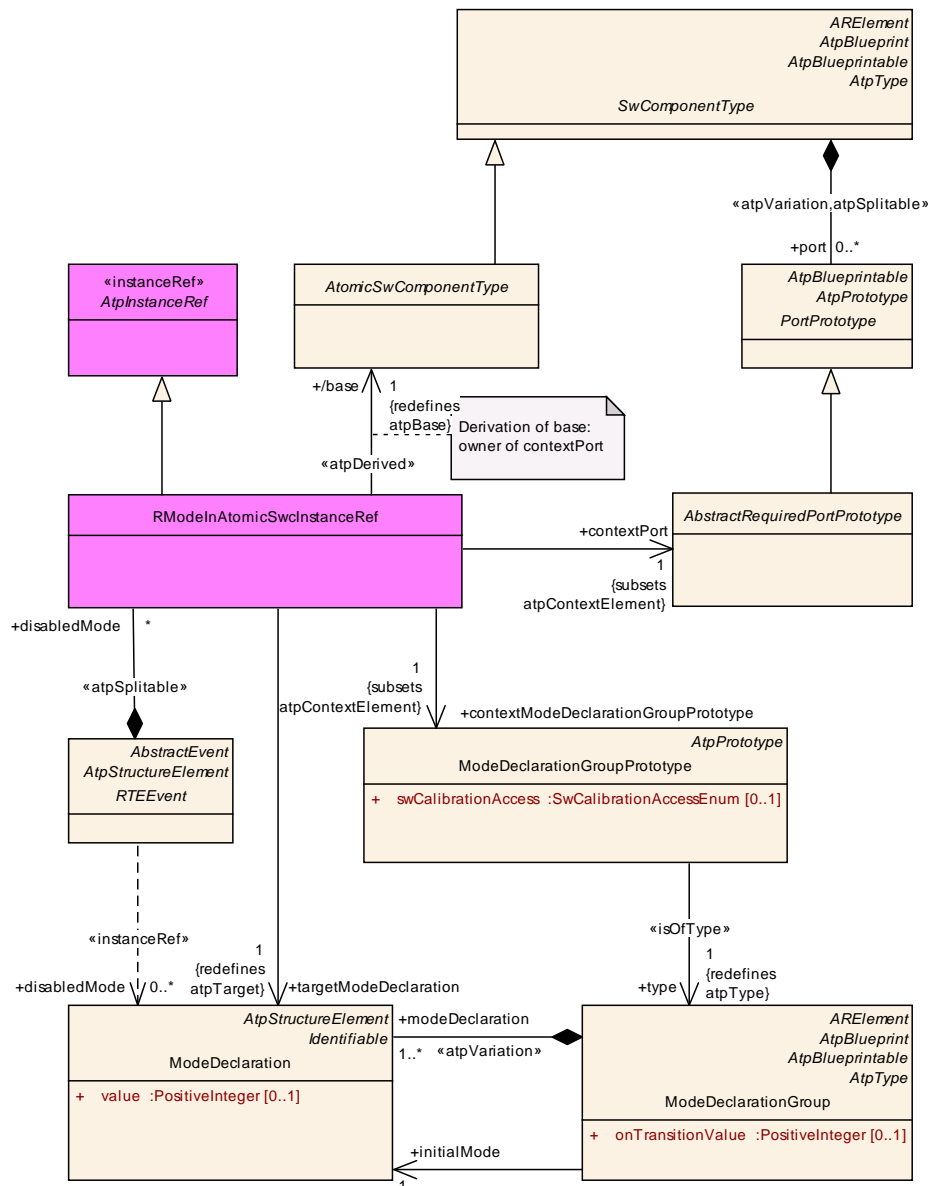 ARElement
AtpBlueprint
AtpBlueprintable
AtpType
SwComponentType
«atpVariation,atpSplitable»
+port 0..*
«instanceRef»
AtpInstanceRef
AtomicSwComponentType
AtpBlueprintable
AtpPrototype
PortPrototype
+/base 1
{redefines
atpBase}
Derivation of base:
owner of contextPort
«atpDerived»
RModeInAtomicSwcInstanceRef
AbstractRequiredPortPrototype
+contextPort
1
{subsets
atpContextElement}
+disabledMode *
«atpSplitable»
1
{subsets
atpContextElement}
+contextModeDeclarationGroupPrototype
AbstractEvent
AtpStructureElement
RTEEvent
AtpPrototype
ModeDeclarationGroupPrototype
+ swCalibrationAccess :SwCalibrationAccessEnum [0..1]
«instanceRef»
+disabledMode 0..*
1
{redefines
atpTarget}
+targetModeDeclaration
«isOfType»
+type
1
{redefines
atpType}
AtpStructureElement
Identifiable
ModeDeclaration
+ value :PositiveInteger [0..1]
+modeDeclaration
1..* «atpVariation»
ARElement
AtpBlueprint
AtpBlueprintable
AtpType
ModeDeclarationGroup
+ onTransitionValue :PositiveInteger [0..1]
+initialMode
1